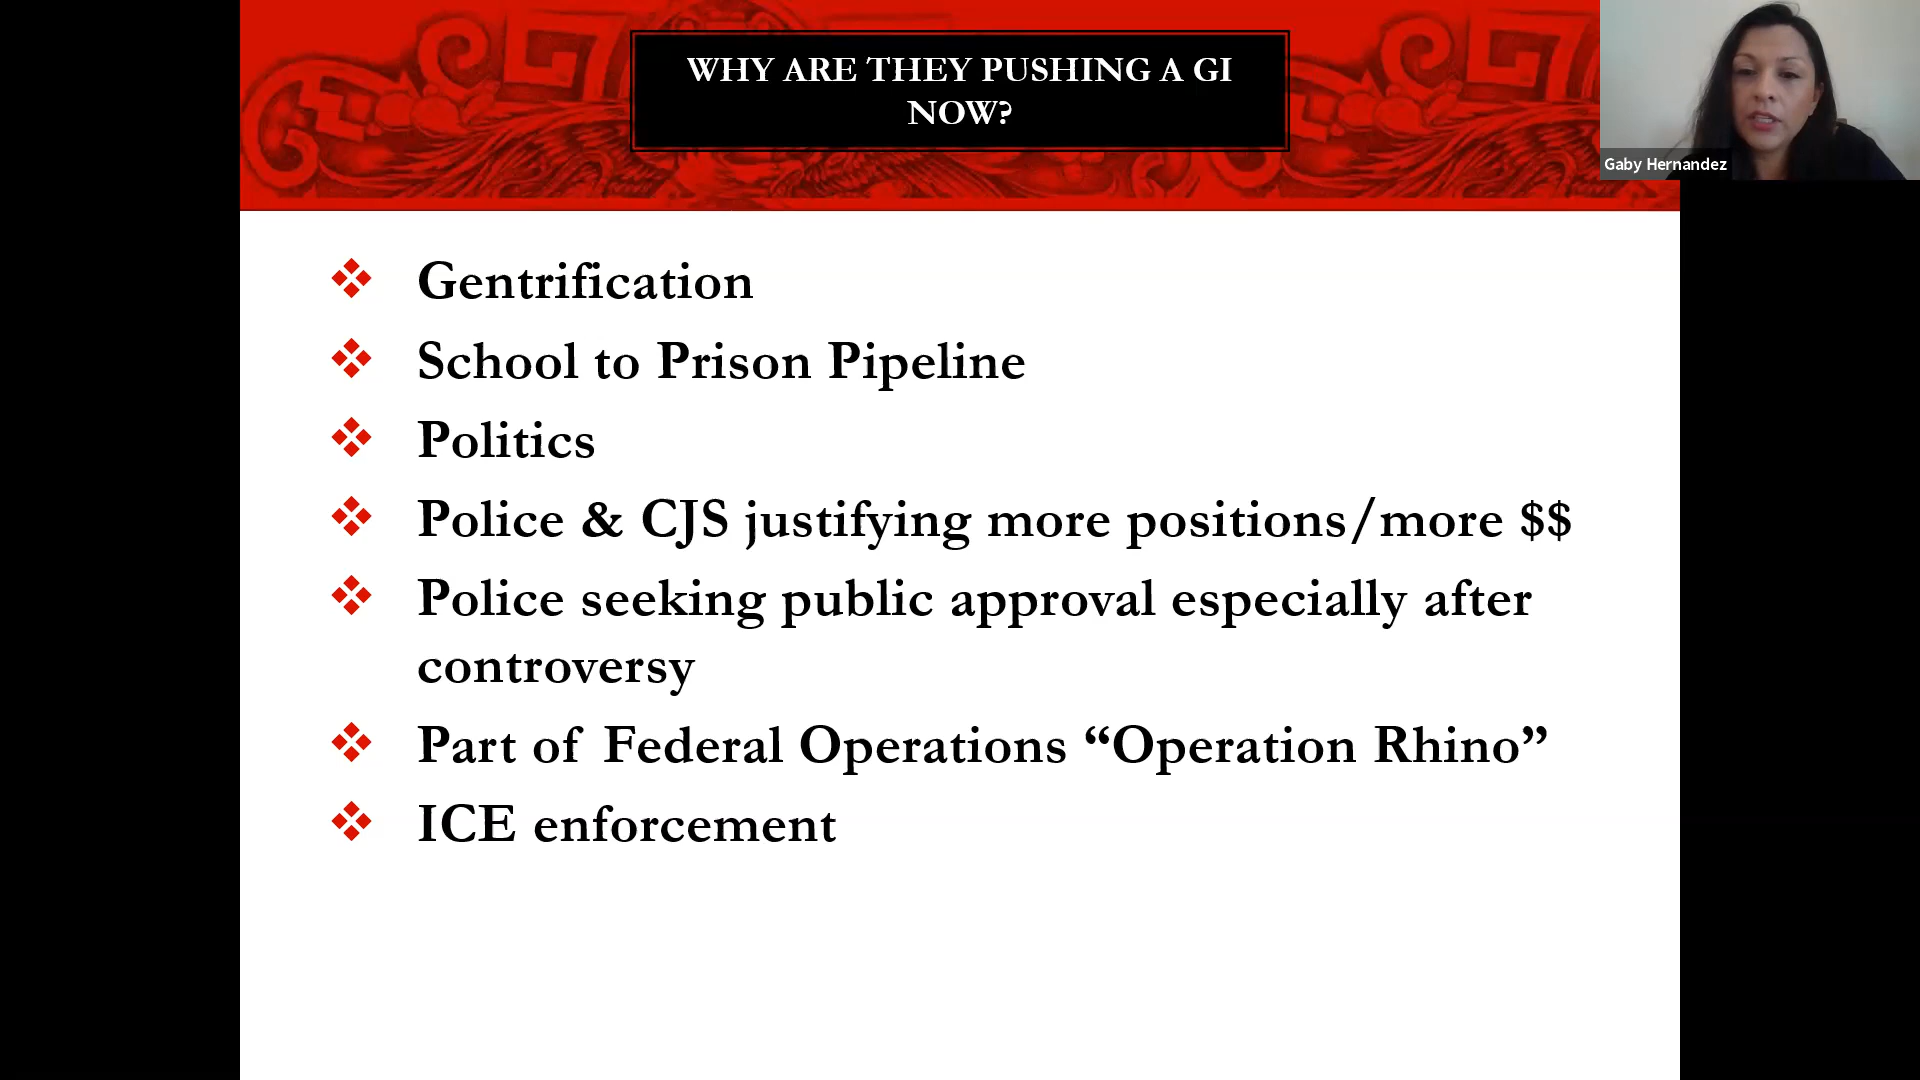 WHY ARE THEY PUSHING A GI
NOW?
Gaby Hernandez
Gentrification
School to Prison Pipeline
Politics
Police & CJS justifying more positions/more $$
Police seeking public approval especially after
controversy
Part of Federal Operations “Operation Rhino”
ICE enforcement